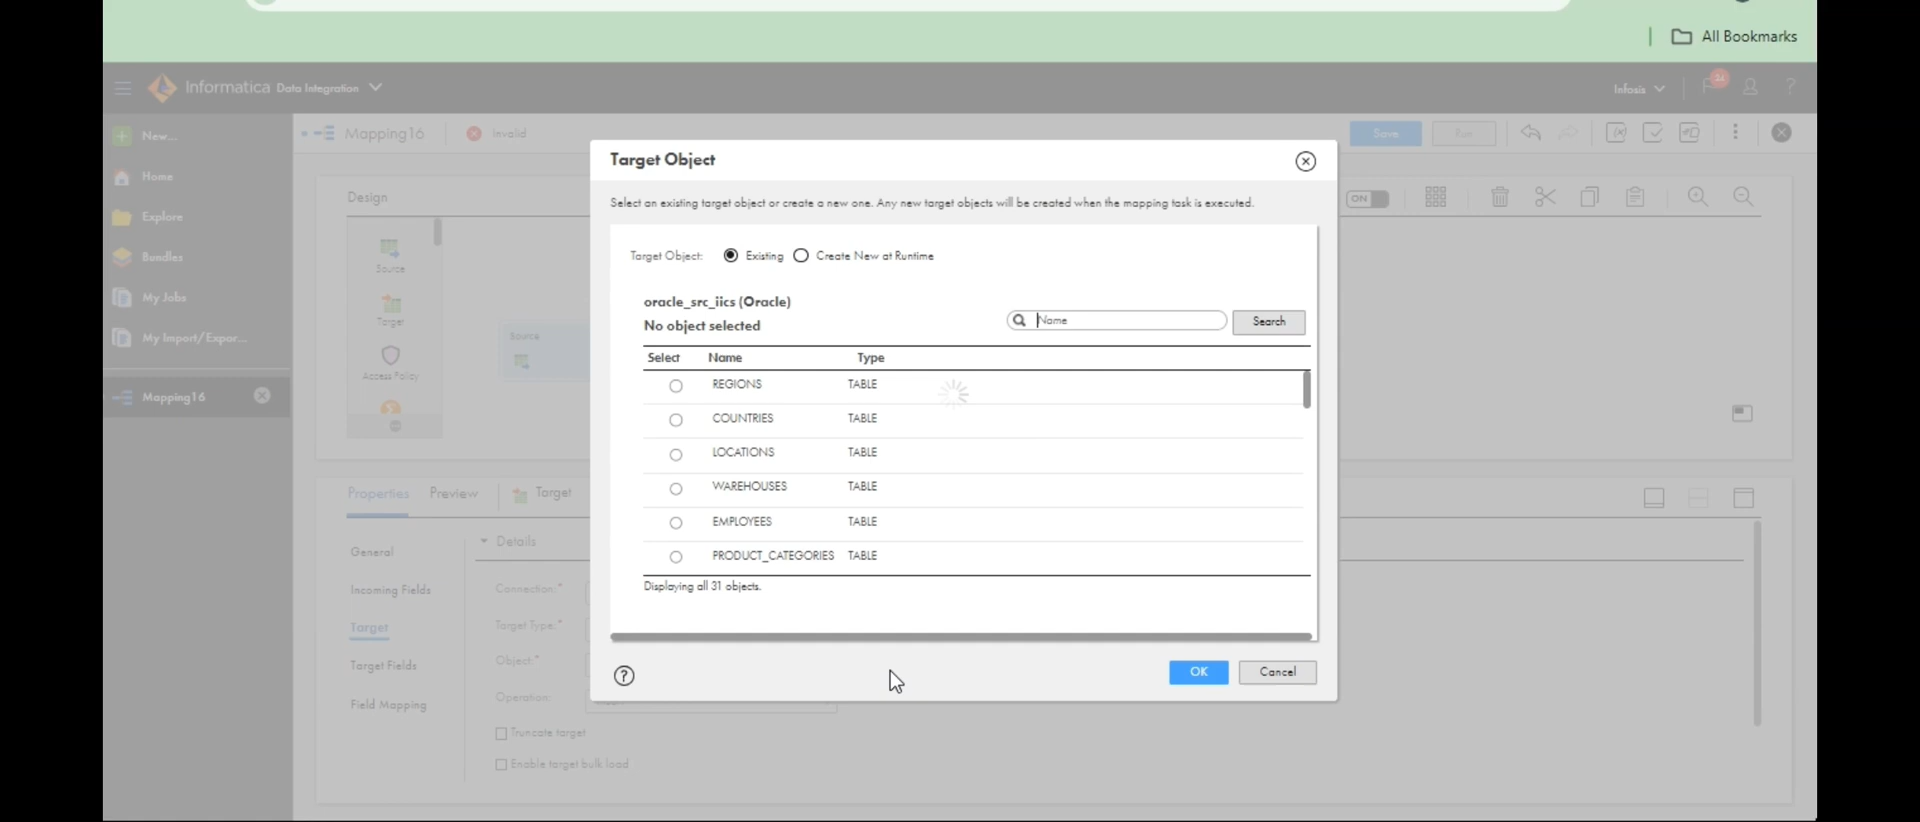 All Bookmarks
Informatica Data Integration
Infosis
24
?
New...
Home
Explore
Bundles
My Jobs
My Import/Expor...
Mapping16
Mapping16
Invalid
Save
Run
Design
ON
Source
Target
Access Policy
Source
Target Object
Select an existing target object or create a new one. Any new target objects will be created when the mapping task is executed.
Target Object: Existing Create New at Runtime
oracle_src_iics (Oracle)
No object selected
Name
Search
Select Name Type
REGIONS TABLE
COUNTRIES TABLE
LOCATIONS TABLE
WAREHOUSES TABLE
EMPLOYEES TABLE
PRODUCT_CATEGORIES TABLE
Displaying all 31 objects.
?
OK
Cancel
Properties
Preview
Target
General
Incoming Fields
Target
Target Fields
Field Mapping
Details
Connection:*
Target Type:*
Object:*
Operation:
Truncate target
Enable target bulk load